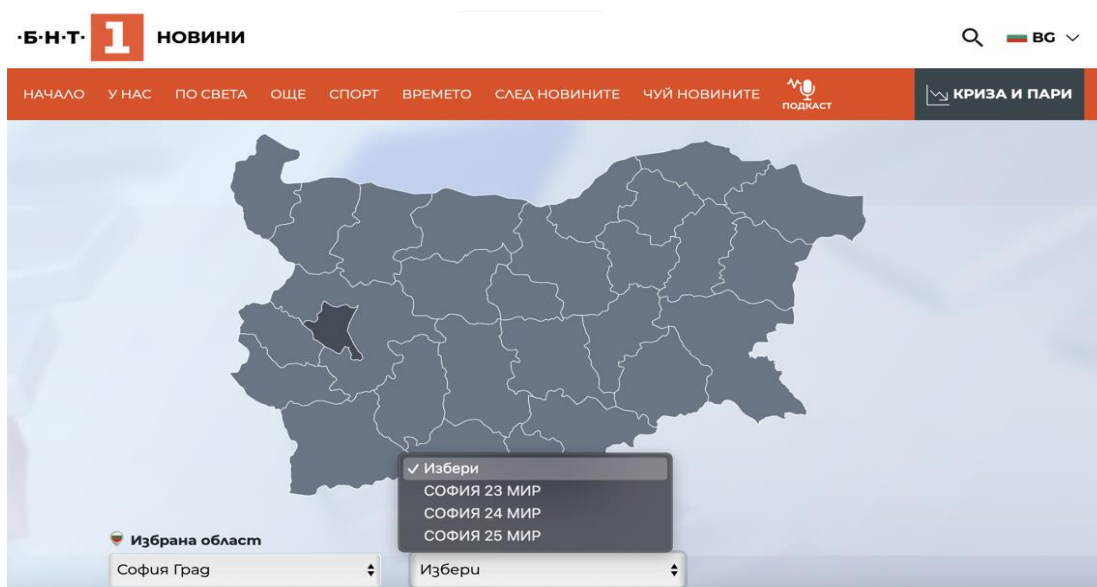 ·Б·Н·Т· 1 НОВИНИ
BG
НАЧАЛО У НАС ПО СВЕТА ОЩЕ СПОРТ ВРЕМЕТО СЛЕД НОВИНИТЕ ЧУЙ НОВИНИТЕ ПОДКАСТ КРИЗА И ПАРИ
✓ Избери
СОФИЯ 23 МИР
СОФИЯ 24 МИР
СОФИЯ 25 МИР
Избрана област
София Град
Избери